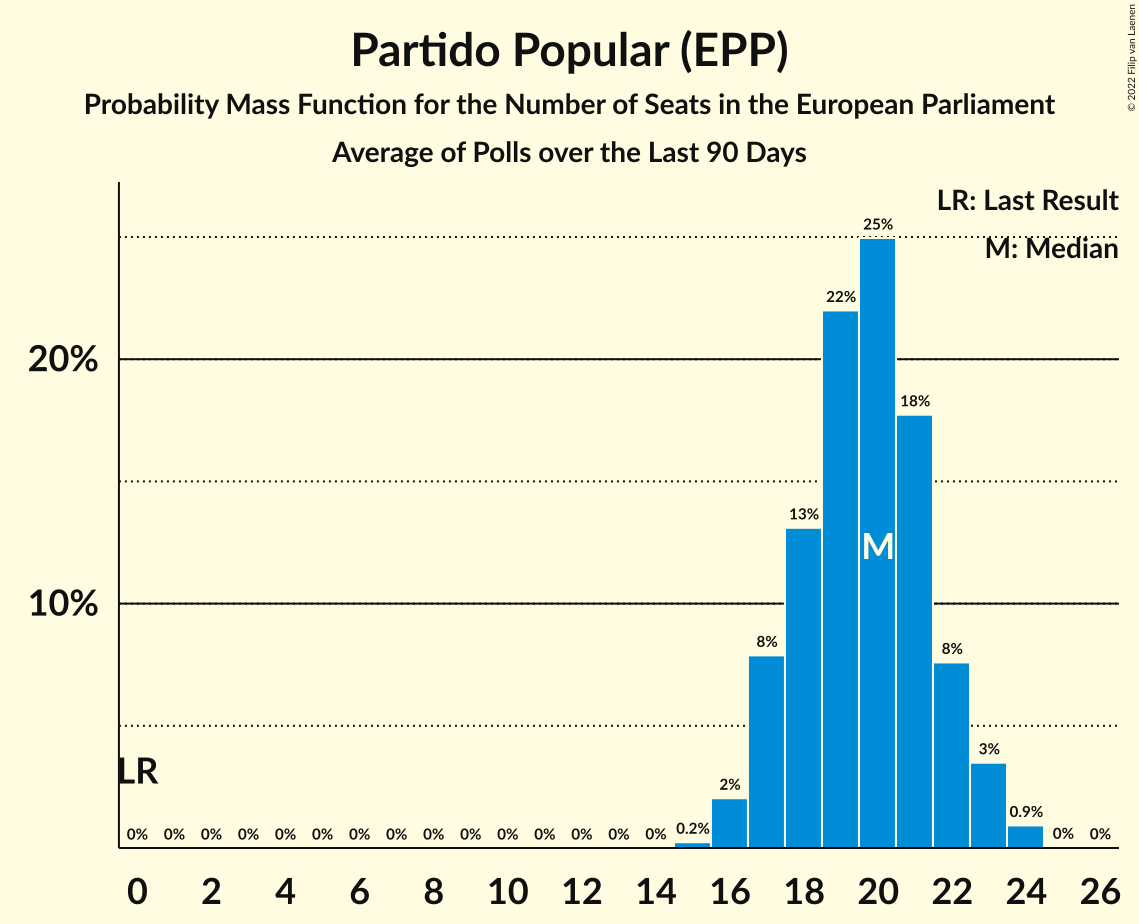 Partido Popular (EPP)
Probability Mass Function for the Number of Seats in the European Parliament
Average of Polls over the Last 90 Days
© 2022 Filip van Laenen
LR: Last Result
M: Median
25%
22%
20%
18%
13%
M
10%
8%
8%
3%
LR
2%
0.9%
0.2%
0% 0% 0% 0% 0% 0% 0% 0% 0% 0% 0% 0% 0% 0% 0% 0% 0%
0 2 4 6 8 10 12 14 16 18 20 22 24 26